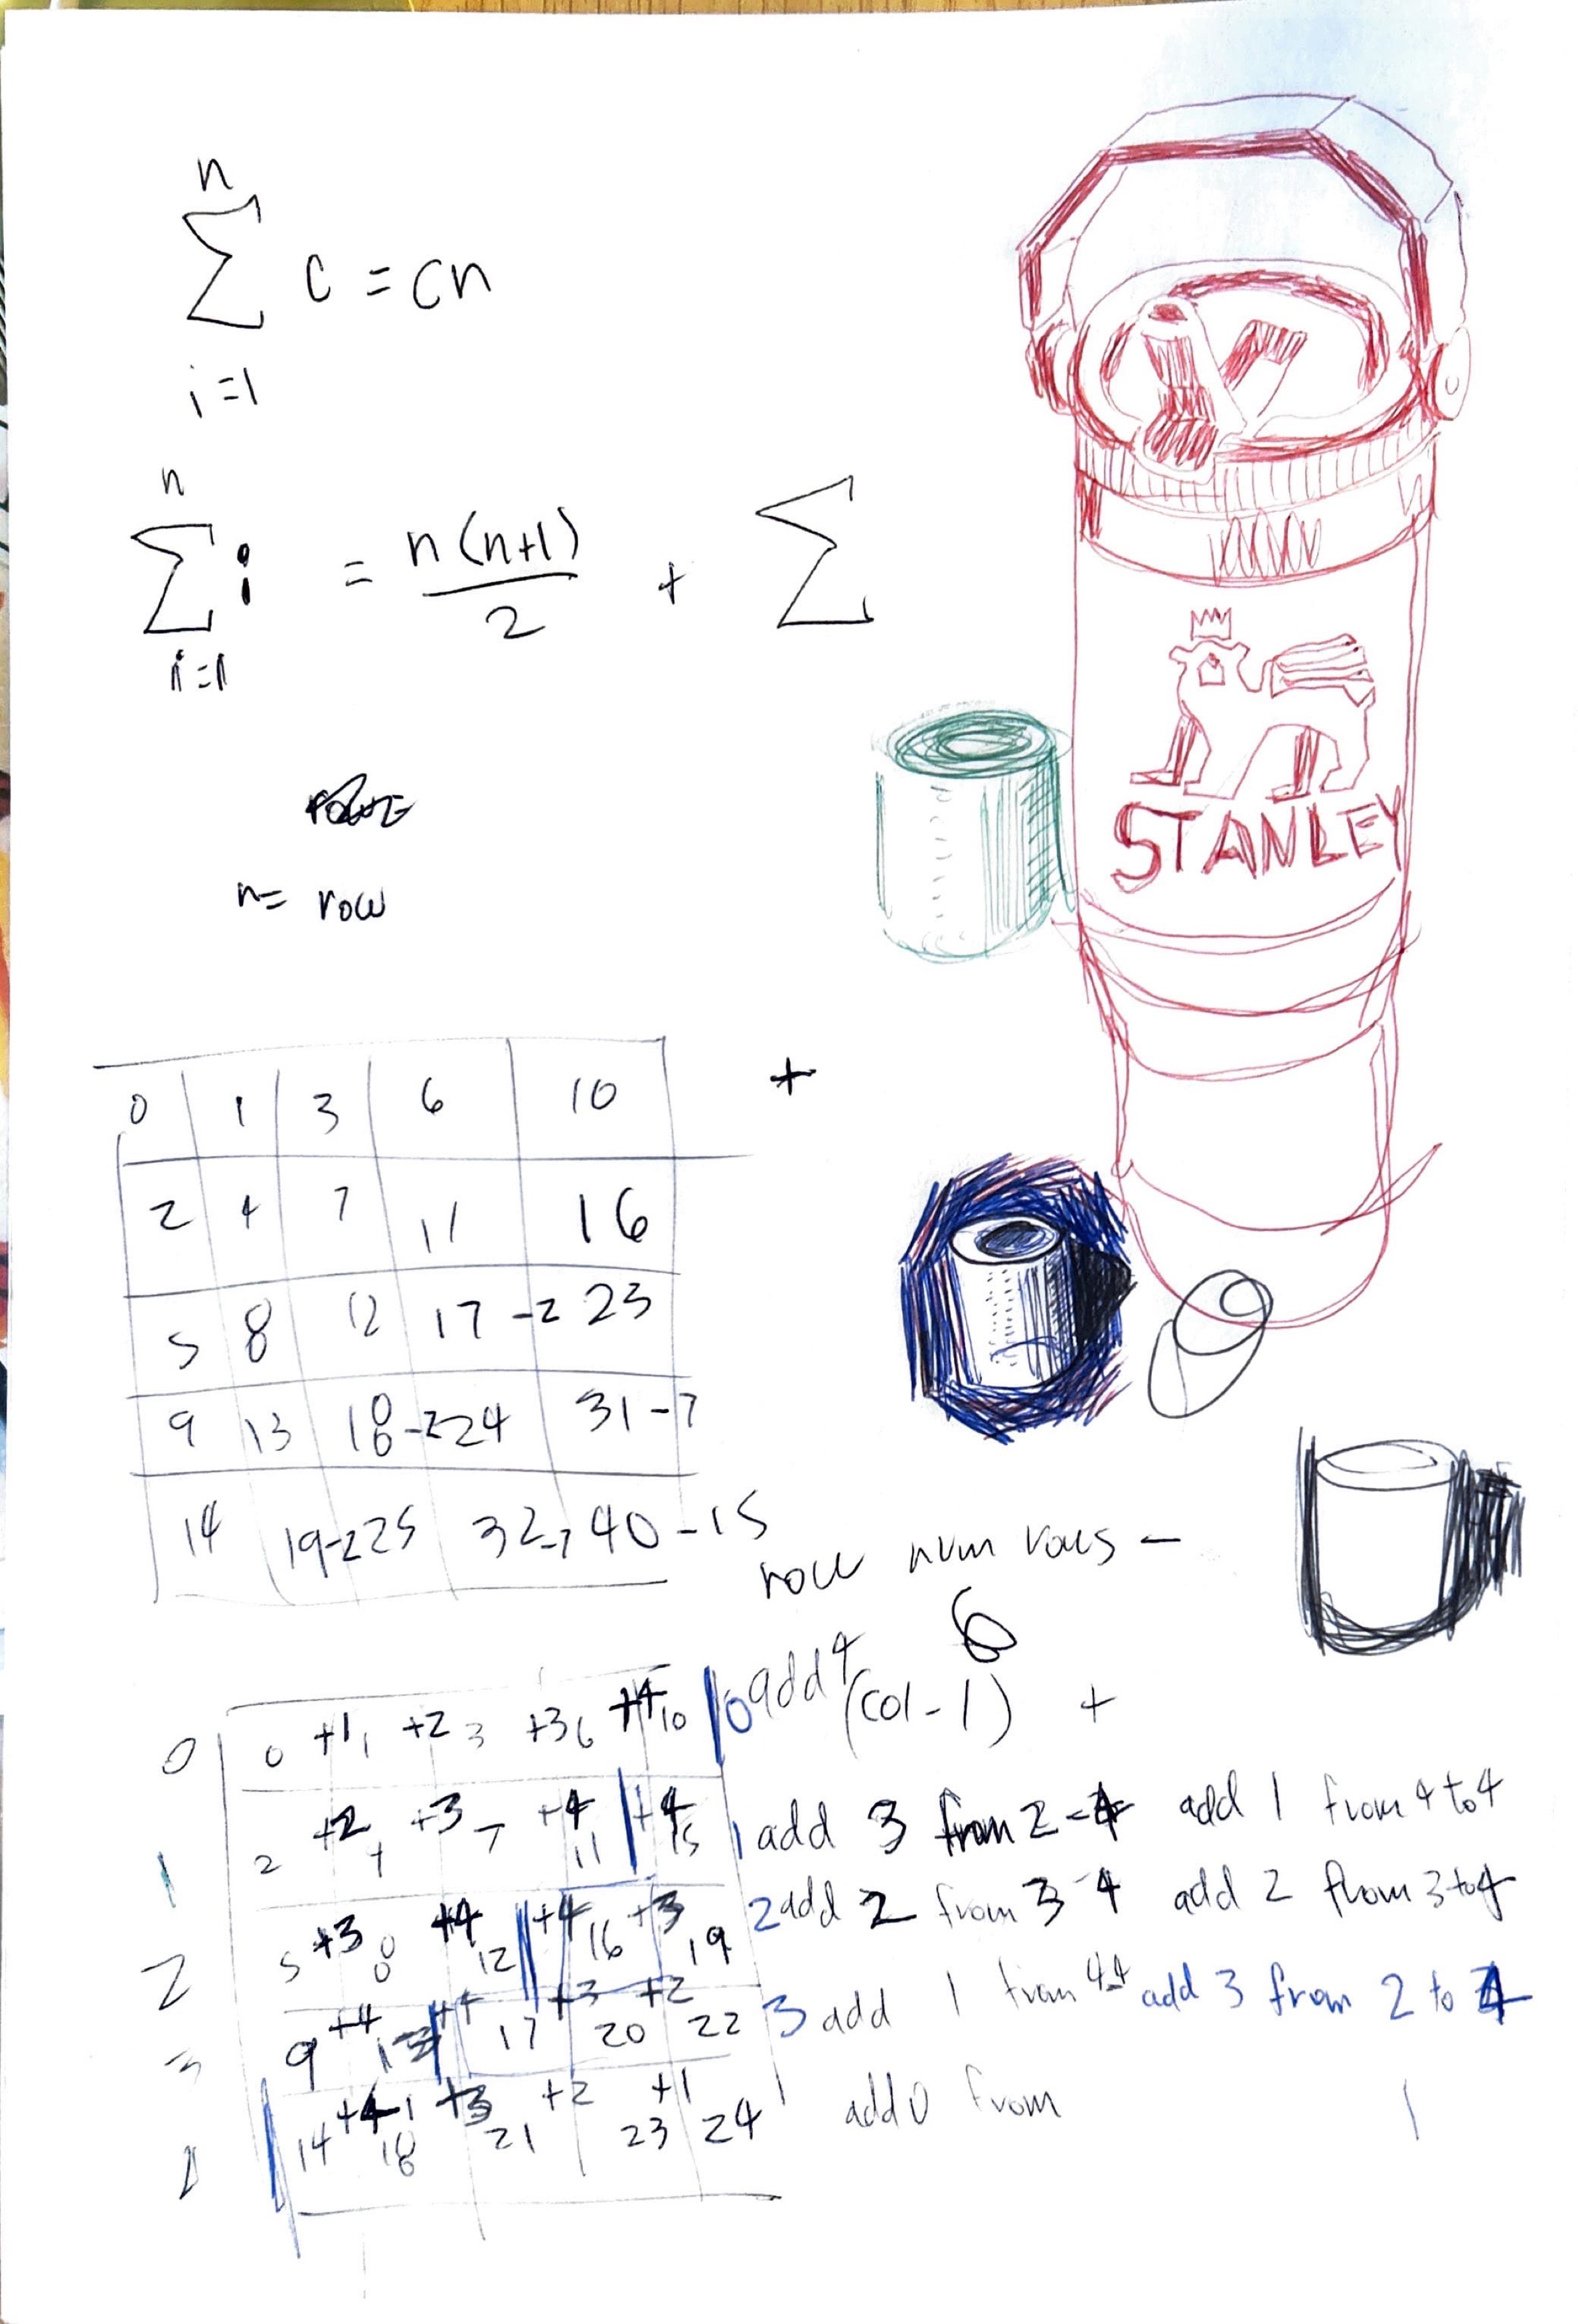 n
∑ c = cn
i=1
n
∑ i = n(n+1)/2 + ∑
i=1
n= row
STANLEY
0 1 3 6 10 +
2 4 7 11 16
5 8 12 17 -2 23
9 13 18 -2 24 31 -7
14 19 -2 25 32 -7 40 -15
row num rows -
6
0 0 +1 1 +2 3 +3 6 +4 10 0 add 4 (col-1) +
1 2 +2 4 +3 7 +4 11 +4 15 1 add 3 from 2-4 add 1 from 4 to 4
2 5 +3 8 +4 12 +4 16 +3 19 2 add 2 from 3-4 add 2 from 3 to 4
3 9 +4 13 +4 17 +3 20 +2 22 3 add 1 from 4-4 add 3 from 2 to 4
14 +4 18 +3 21 +2 23 +1 24 add 0 from